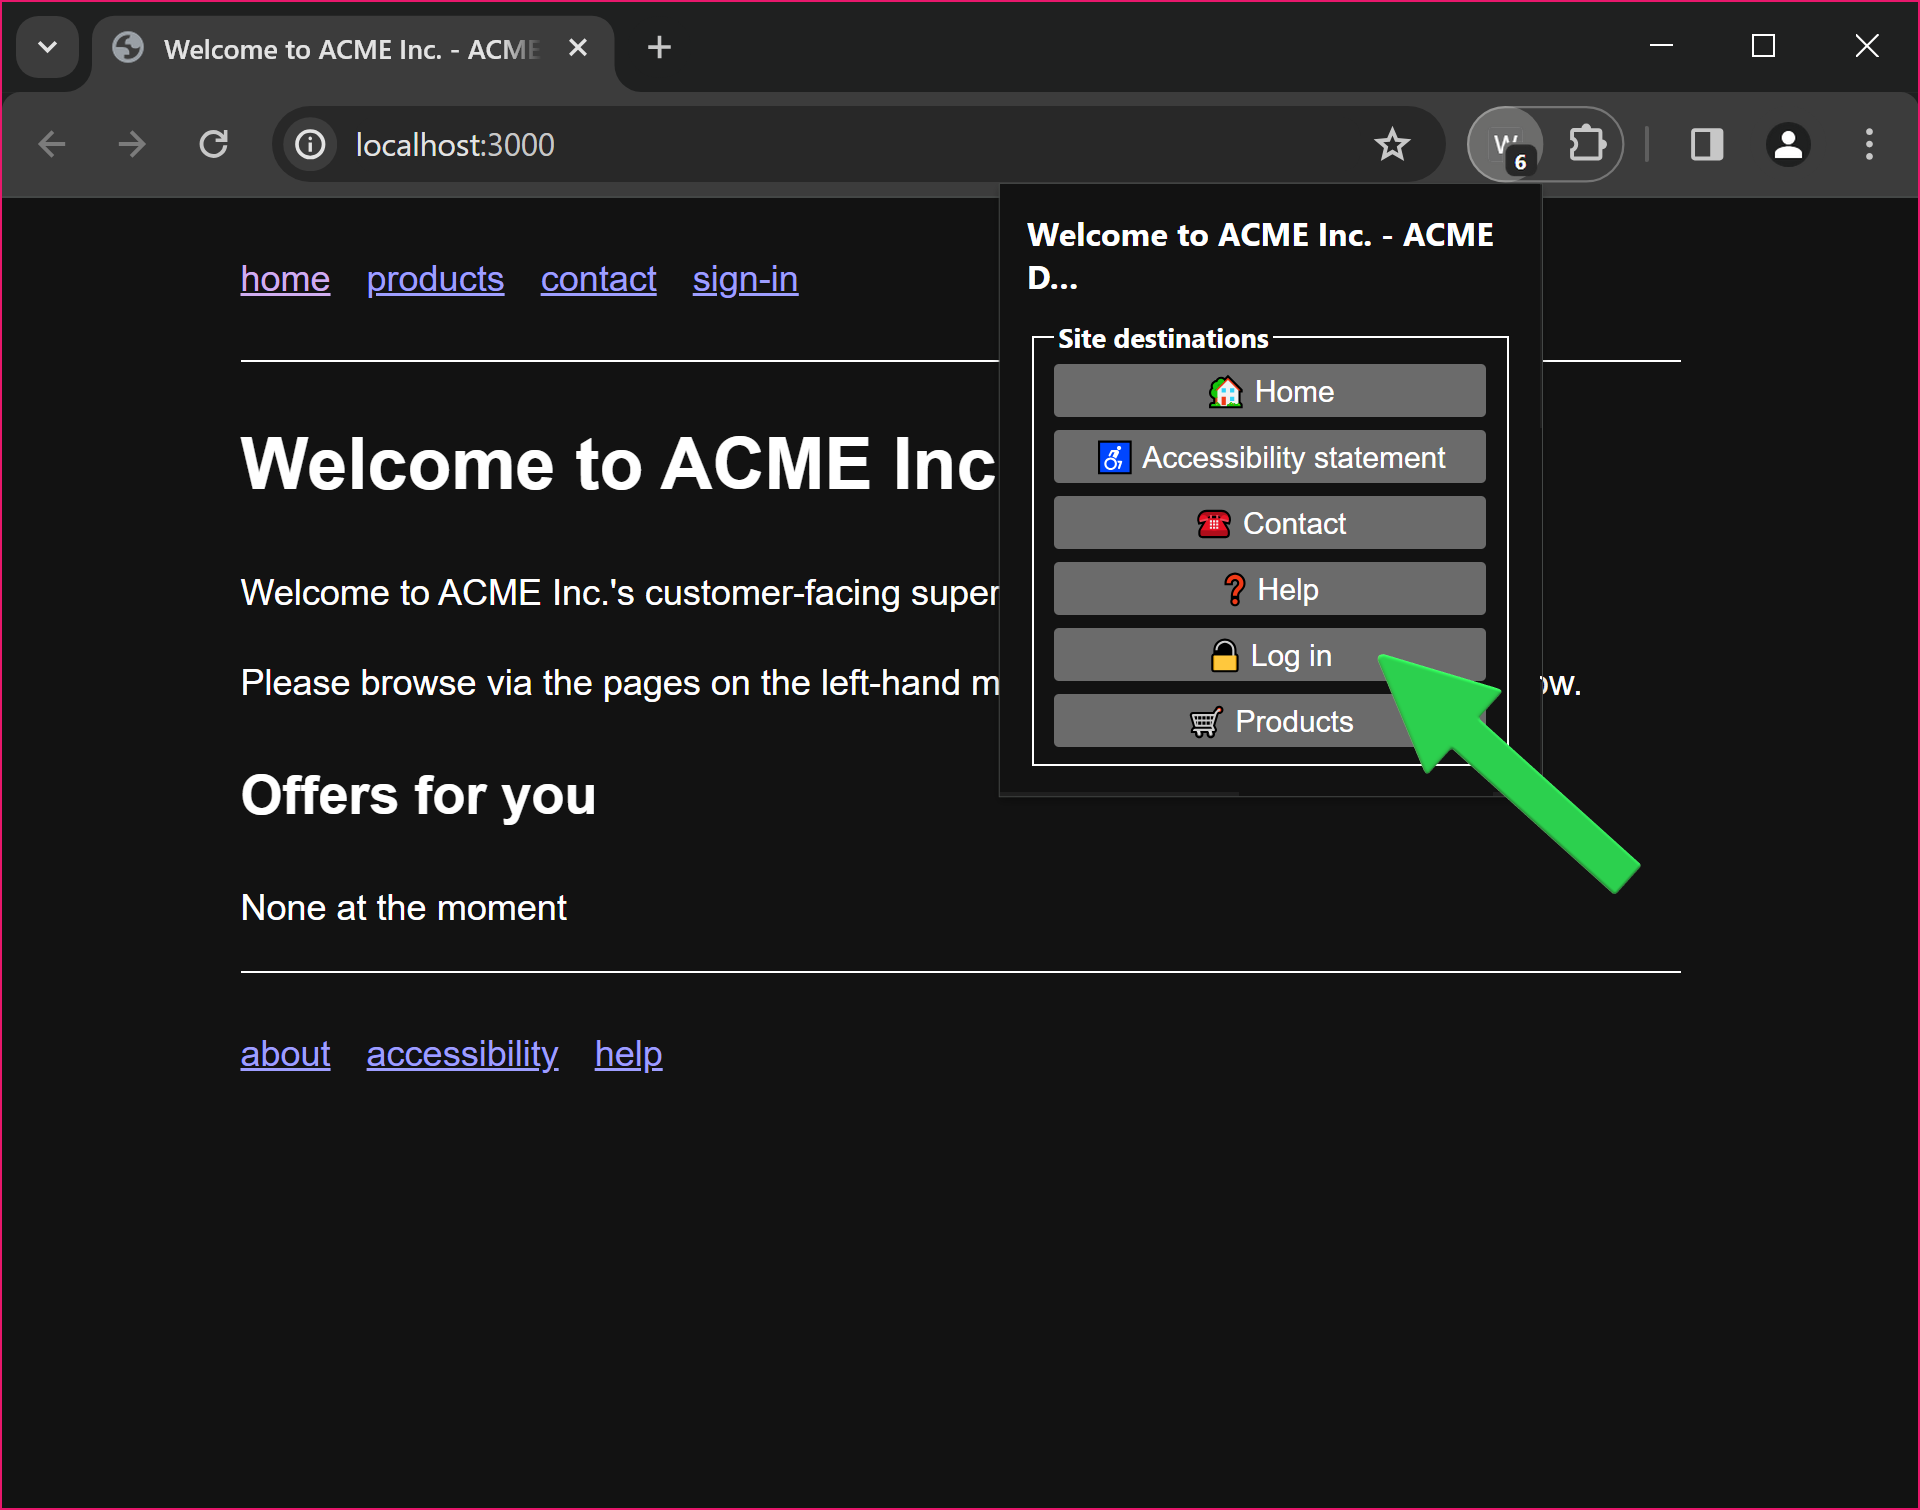 Welcome to ACME Inc. - ACME
localhost:3000
W
6
home products contact sign-in
Welcome to ACME Inc
Welcome to ACME Inc.'s customer-facing super
Please browse via the pages on the left-hand m
ow.
Offers for you
None at the moment
about accessibility help
Welcome to ACME Inc. - ACME
D...
Site destinations
Home
Accessibility statement
Contact
Help
Log in
Products